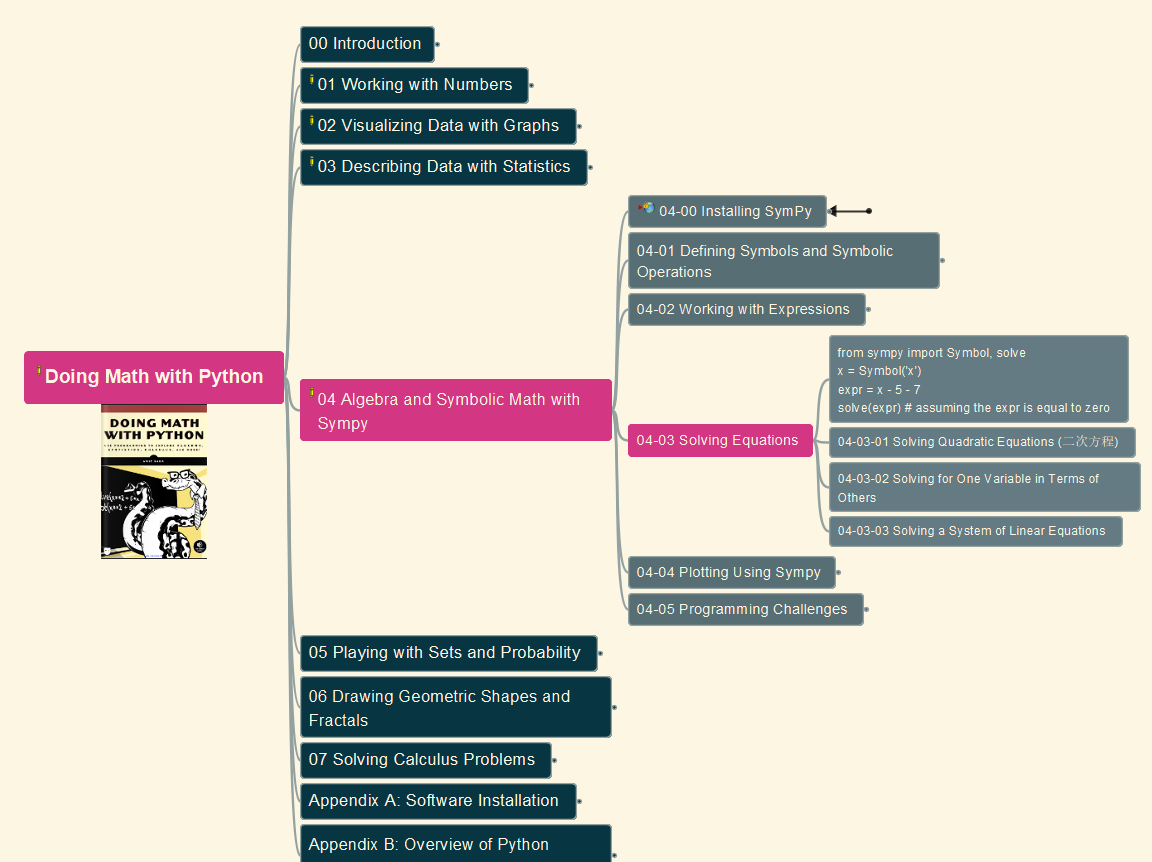 00 Introduction
01 Working with Numbers
02 Visualizing Data with Graphs
03 Describing Data with Statistics
04-00 Installing SymPy
04-01 Defining Symbols and Symbolic
Operations
04-02 Working with Expressions
from sympy import Symbol, solve
x = Symbol('x')
expr = x - 5 - 7
solve(expr) # assuming the expr is equal to zero
Doing Math with Python
04 Algebra and Symbolic Math with
Sympy
04-03 Solving Equations
04-03-01 Solving Quadratic Equations (二次方程)
04-03-02 Solving for One Variable in Terms of
Others
04-03-03 Solving a System of Linear Equations
DOING MATH
WITH PYTHON
04-04 Plotting Using Sympy
04-05 Programming Challenges
05 Playing with Sets and Probability
06 Drawing Geometric Shapes and
Fractals
07 Solving Calculus Problems
Appendix A: Software Installation
Appendix B: Overview of Python